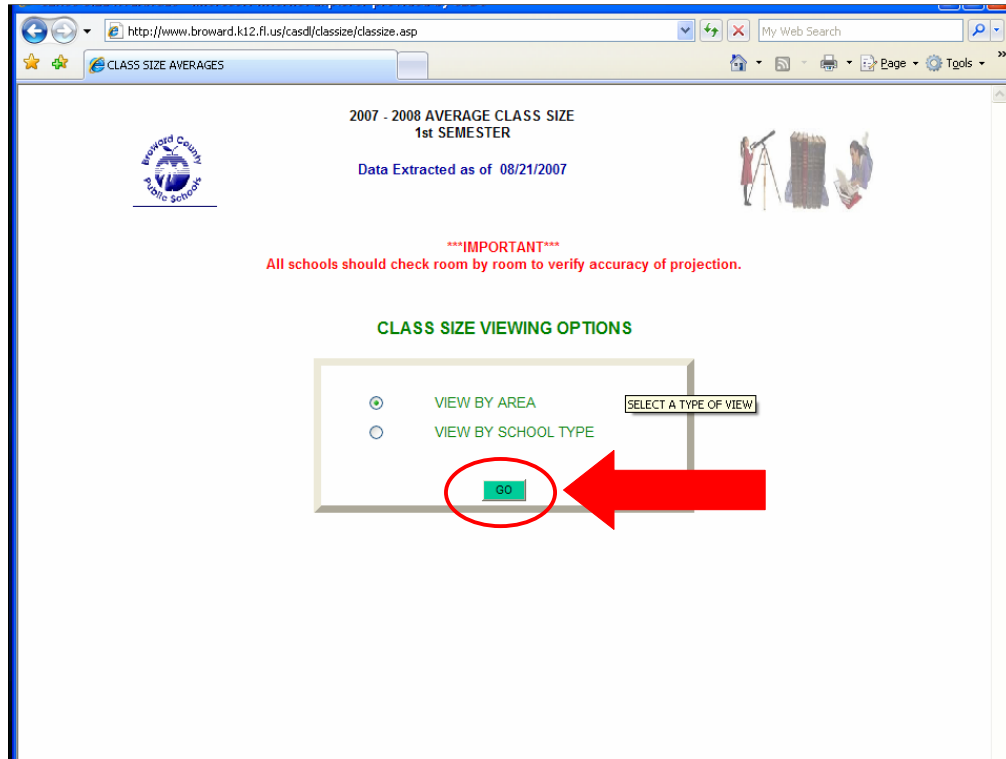 http://www.broward.k12.fl.us/casdl/classize/classize.asp
My Web Search
CLASS SIZE AVERAGES
Page
Tools
»
2007 - 2008 AVERAGE CLASS SIZE
1st SEMESTER
Data Extracted as of 08/21/2007
Broward County
Public Schools
***IMPORTANT***
All schools should check room by room to verify accuracy of projection.
CLASS SIZE VIEWING OPTIONS
VIEW BY AREA
SELECT A TYPE OF VIEW
VIEW BY SCHOOL TYPE
GO